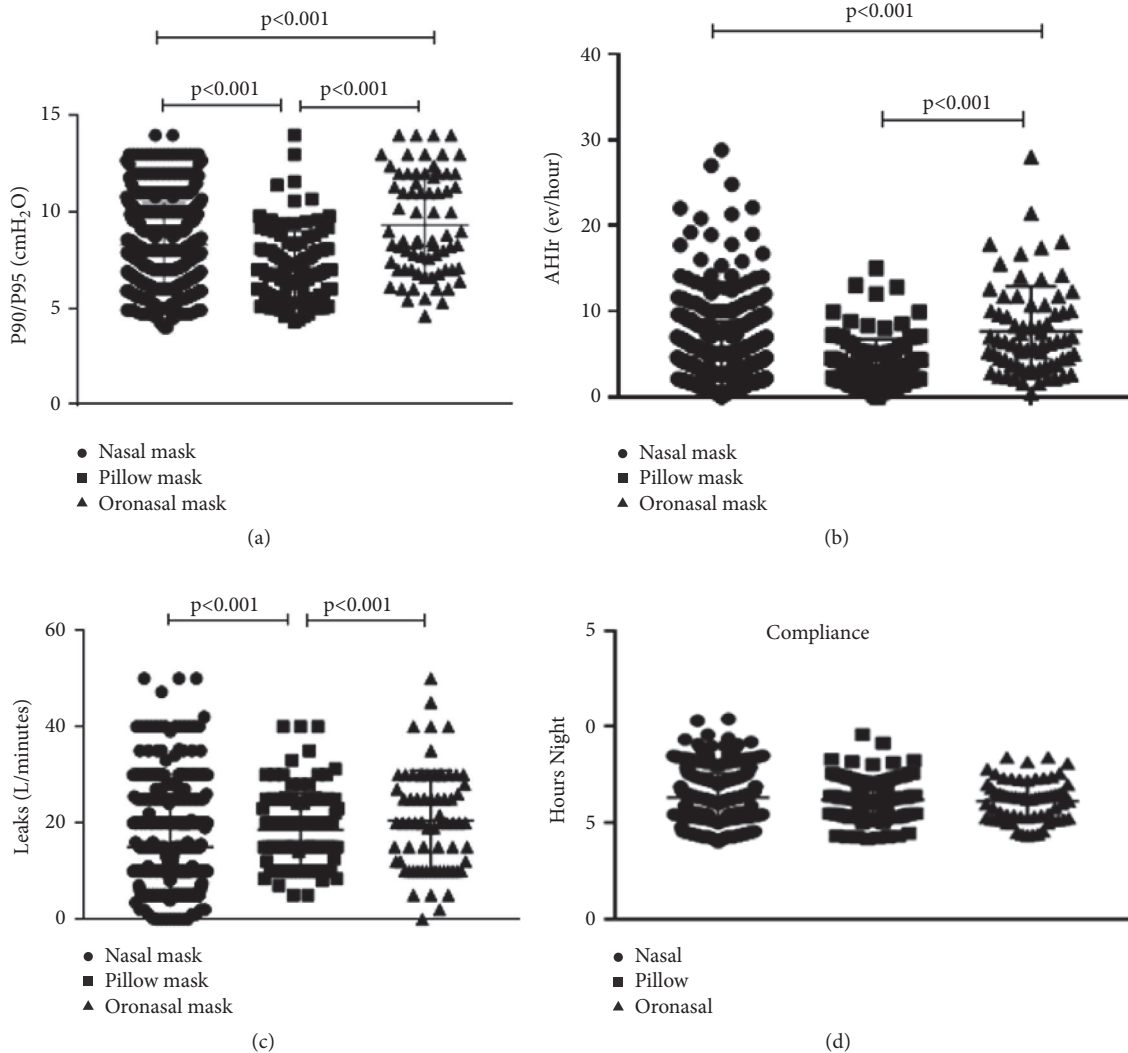 p<0.001
p<0.001
p<0.001
15
10
5
0
P90/P95 (cmH₂O)
Nasal mask
Pillow mask
Oronasal mask
(a)
p<0.001
p<0.001
40
30
20
10
0
AHIr (ev/hour)
Nasal mask
Pillow mask
Oronasal mask
(b)
p<0.001
p<0.001
60
40
20
0
Leaks (L/minutes)
Nasal mask
Pillow mask
Oronasal mask
(c)
Compliance
5
0
5
0
Hours Night
Nasal
Pillow
Oronasal
(d)